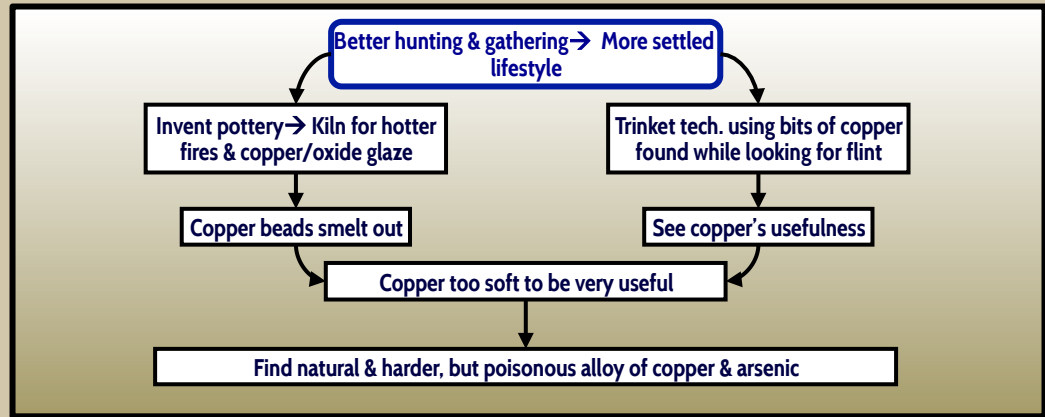 Better hunting & gathering→ More settled
lifestyle
Invent pottery→ Kiln for hotter
fires & copper/oxide glaze
Trinket tech. using bits of copper
found while looking for flint
Copper beads smelt out
See copper's usefulness
Copper too soft to be very useful
Find natural & harder, but poisonous alloy of copper & arsenic